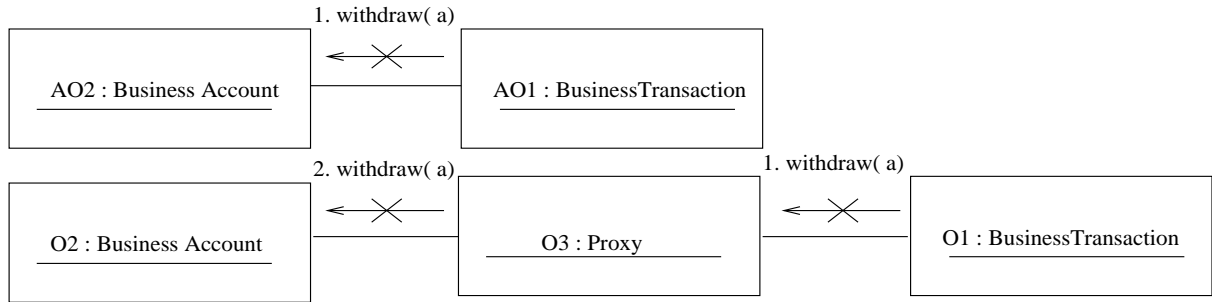 1. withdraw( a)
AO2 : Business Account
AO1 : BusinessTransaction
2. withdraw( a)
1. withdraw( a)
O2 : Business Account
O3 : Proxy
O1 : BusinessTransaction